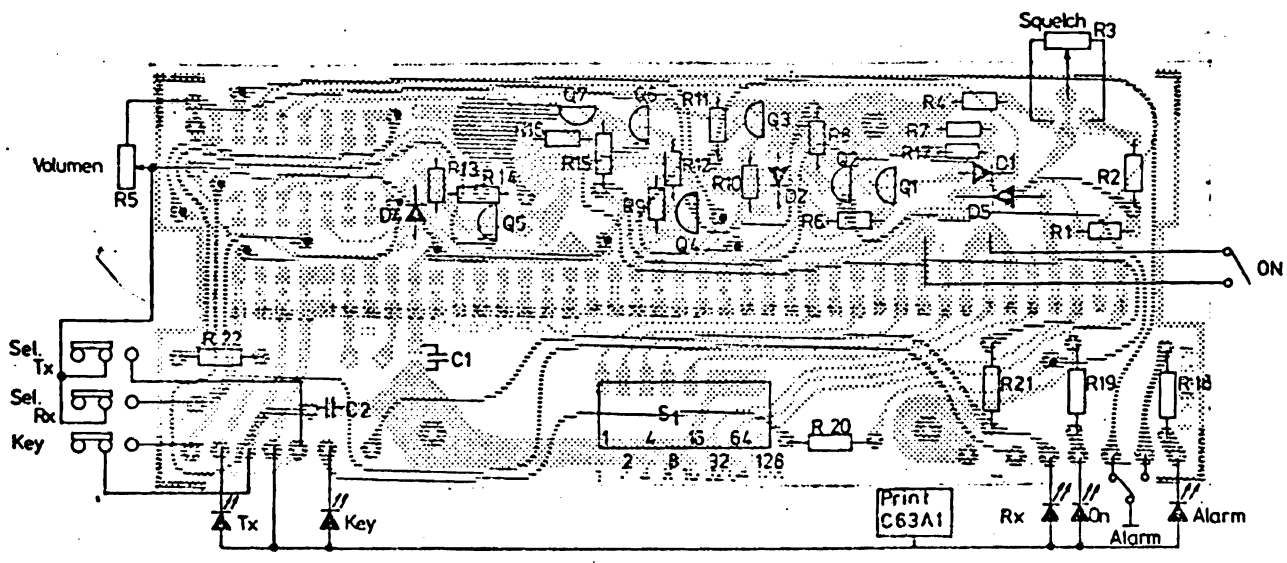 Squelch
R3
Q7
Q6
R11
Q3
R4
R7
R8
R16
R15
R12
R17
D1
Q2
Volumen
R5
R13
R14
R10
D2
Q1
R2
R9
D4
Q5
Q4
R6
D5
R1
ON
R.22
Sel.
Tx
C1
Sel.
Rx
C2
S1
R21
R19
R18
Key
1 4 16 64
2 8 32 128
R.20
Print
C63A1
Tx
Key
Rx
On
Alarm
Alarm